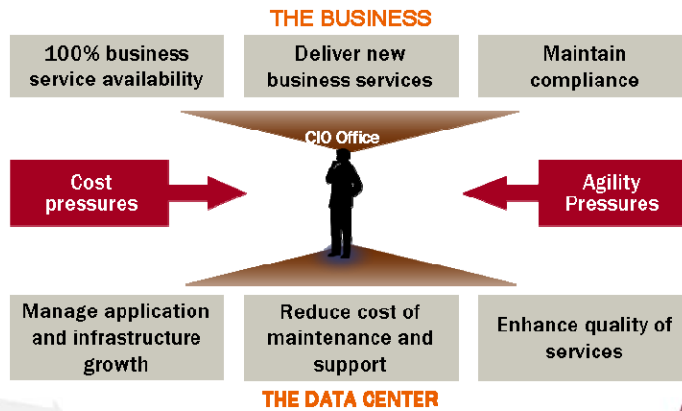 THE BUSINESS
100% business
service availability
Deliver new
business services
Maintain
compliance
CIO Office
Cost
pressures
Agility
Pressures
Manage application
and infrastructure
growth
Reduce cost of
maintenance and
support
Enhance quality of
services
THE DATA CENTER